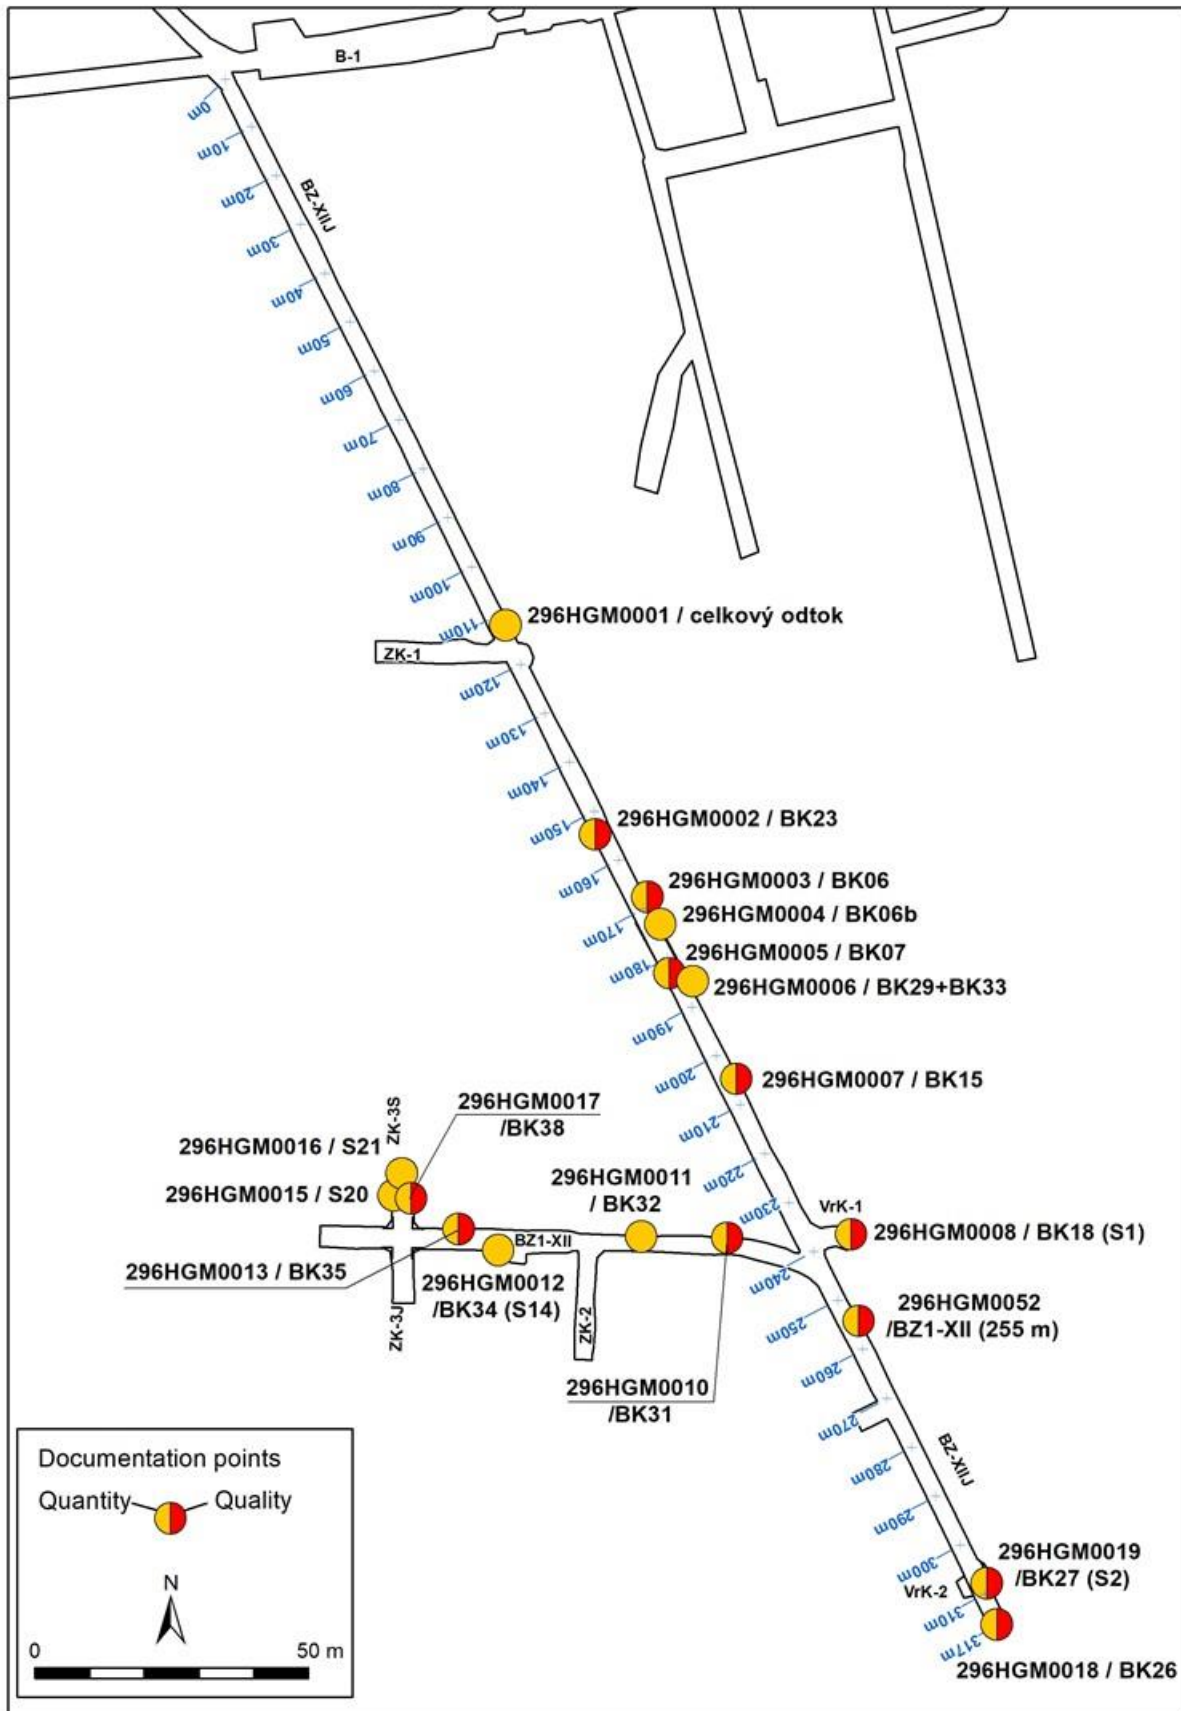 B-1
0m
10m
BZ-XIIJ
20m
30m
40m
50m
60m
70m
80m
90m
100m
110m
296HGM0001 / celkový odtok
ZK-1
120m
130m
140m
150m
296HGM0002 / BK23
160m
296HGM0003 / BK06
170m
296HGM0004 / BK06b
180m
296HGM0005 / BK07
296HGM0006 / BK29+BK33
190m
200m
296HGM0007 / BK15
210m
ZK-3S
296HGM0017
/BK38
296HGM0016 / S21
296HGM0015 / S20
296HGM0011
/ BK32
220m
230m
VrK-1
296HGM0008 / BK18 (S1)
BZ1-XII
240m
296HGM0013 / BK35
296HGM0012
/BK34 (S14)
ZK-3J
ZK-2
250m
296HGM0052
/BZ1-XII (255 m)
260m
296HGM0010
/BK31
270m
BZ-XIIJ
280m
290m
300m
296HGM0019
/BK27 (S2)
VrK-2
310m
317m
296HGM0018 / BK26
Documentation points
Quantity
Quality
N
0
50 m